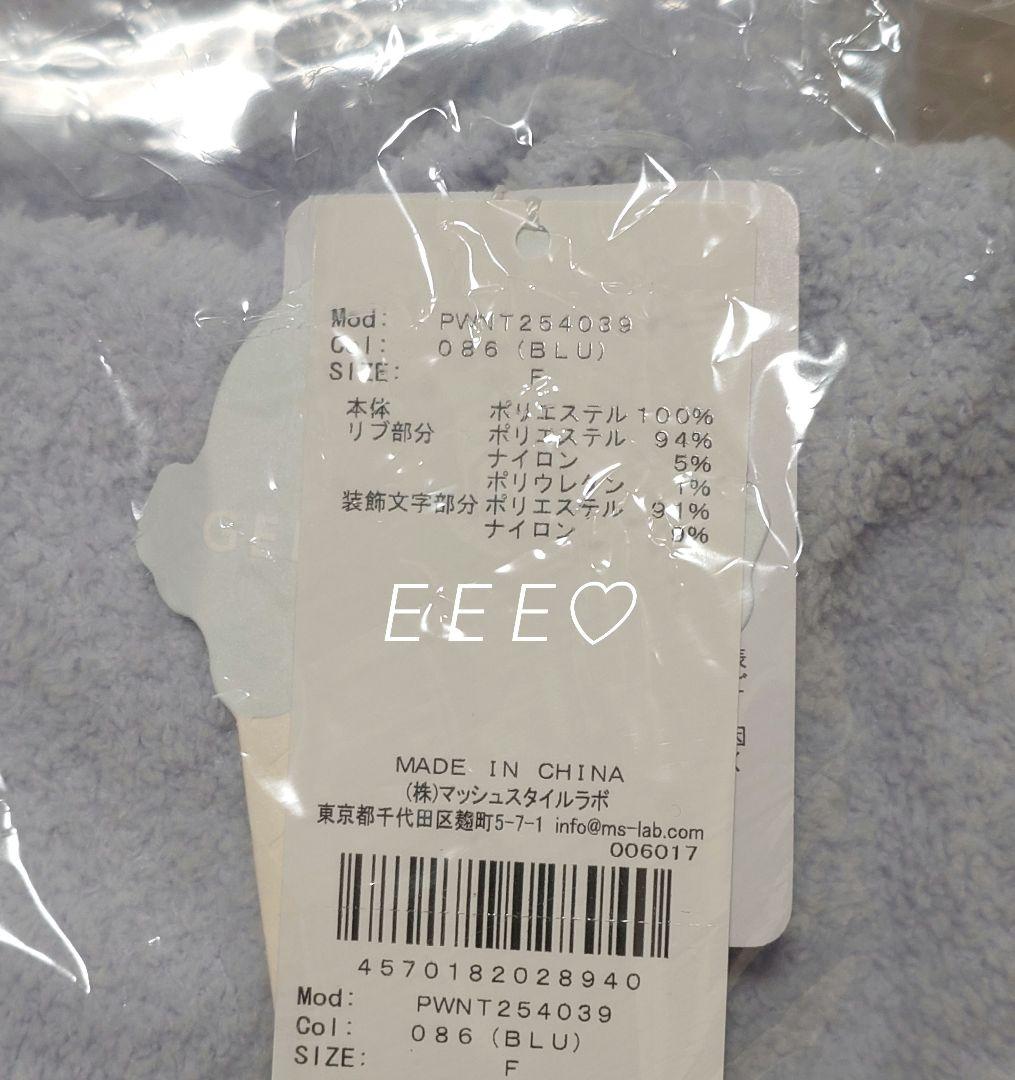 Mod: PWNT254039
Col: 086 (BLU)
SIZE: F
本体 ポリエステル 100%
リブ部分 ポリエステル 94%
ナイロン 5%
ポリウレタン 1%
装飾文字部分 ポリエステル 91%
ナイロン 9%
GE
EEE♡
MADE IN CHINA
(株)マッシュスタイルラボ
東京都千代田区麹町5-7-1 info@ms-lab.com
006017
4570182028940
Mod: PWNT254039
Col: 086 (BLU)
SIZE: F